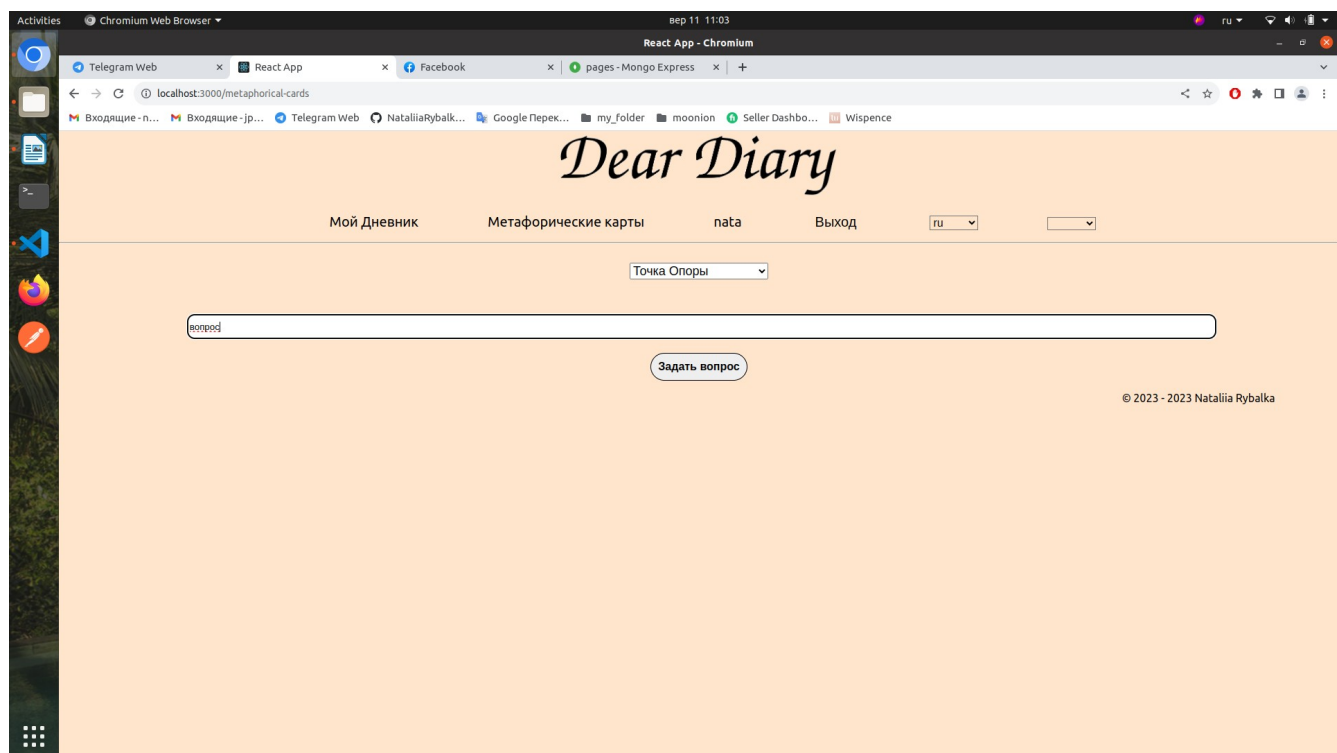 Activities Chromium Web Browser вер 11 11:03 ru
React App - Chromium
Telegram Web React App Facebook pages - Mongo Express
localhost:3000/metaphorical-cards
Входящие - n... Входящие - jp... Telegram Web NataliiaRybalk... Google Перек... my_folder moonion Seller Dashbo... Wispence
Dear Diary
Мой Дневник Метафорические карты nata Выход ru
Точка Опоры
вопрос
Задать вопрос
© 2023 - 2023 Nataliia Rybalka